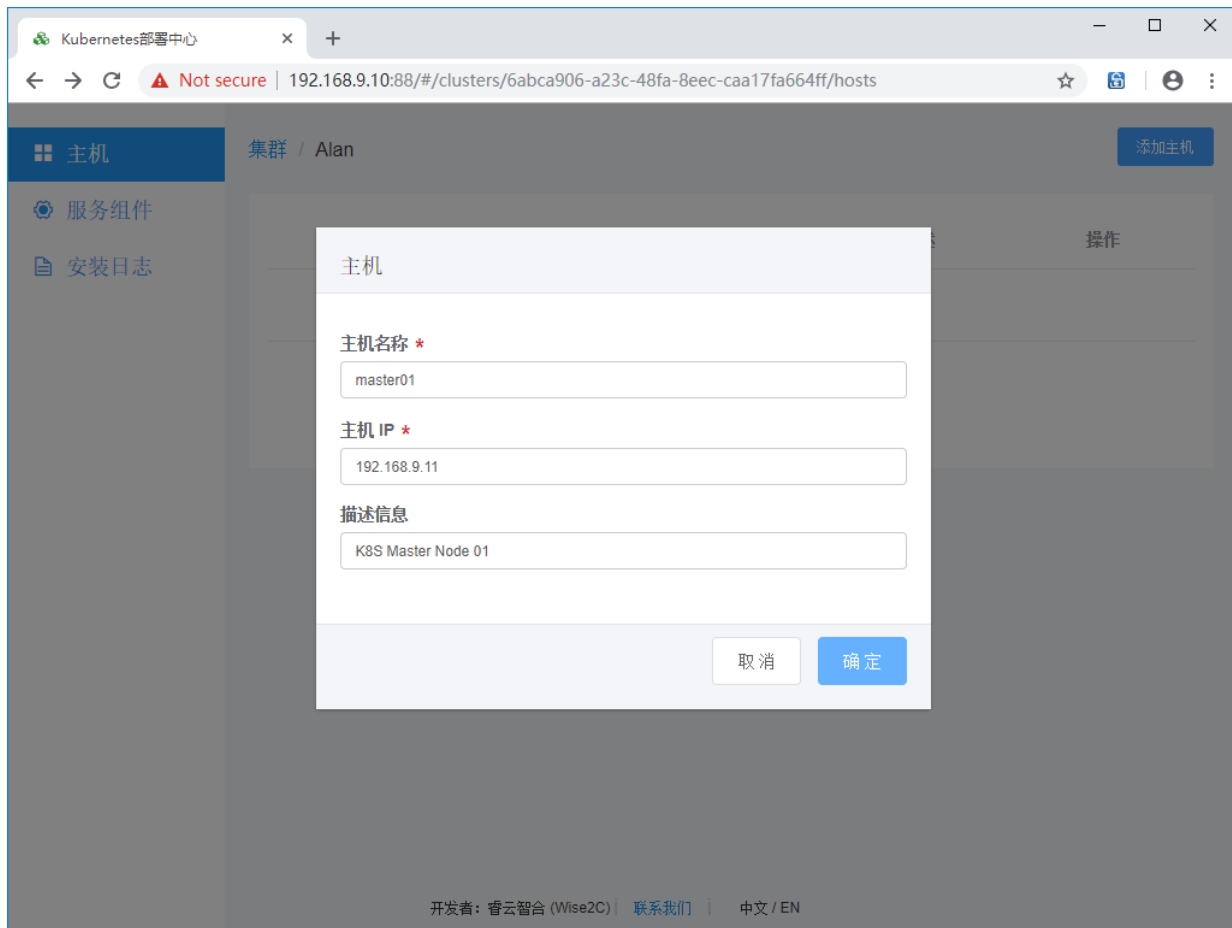 Kubernetes部署中心
Not secure | 192.168.9.10:88/#/clusters/6abca906-a23c-48fa-8eec-caa17fa664ff/hosts
主机
集群 / Alan
添加主机
服务组件
操作
安装日志
主机
主机名称 *
master01
主机 IP *
192.168.9.11
描述信息
K8S Master Node 01
取消 确定
开发者：睿云智合 (Wise2C) | 联系我们 | 中文 / EN